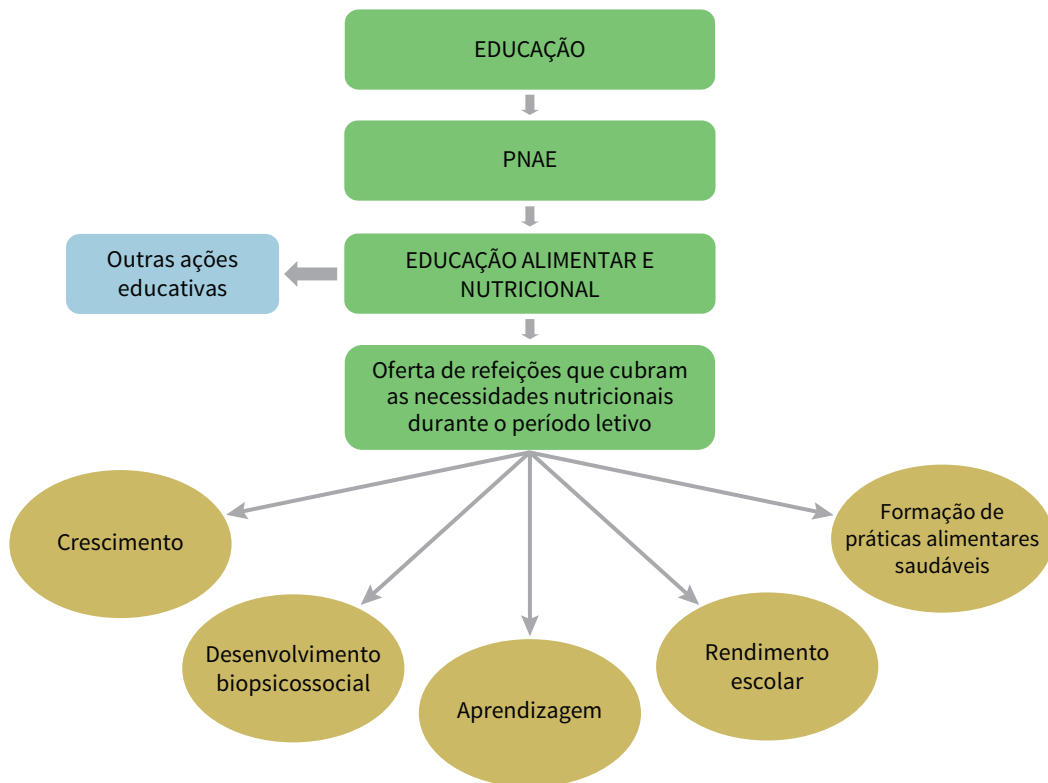 EDUCAÇÃO
PNAE
Outras ações
educativas
EDUCAÇÃO ALIMENTAR E
NUTRICIONAL
Oferta de refeições que cubram
as necessidades nutricionais
durante o período letivo
Crescimento
Desenvolvimento
biopsicossocial
Aprendizagem
Rendimento
escolar
Formação de
práticas alimentares
saudáveis